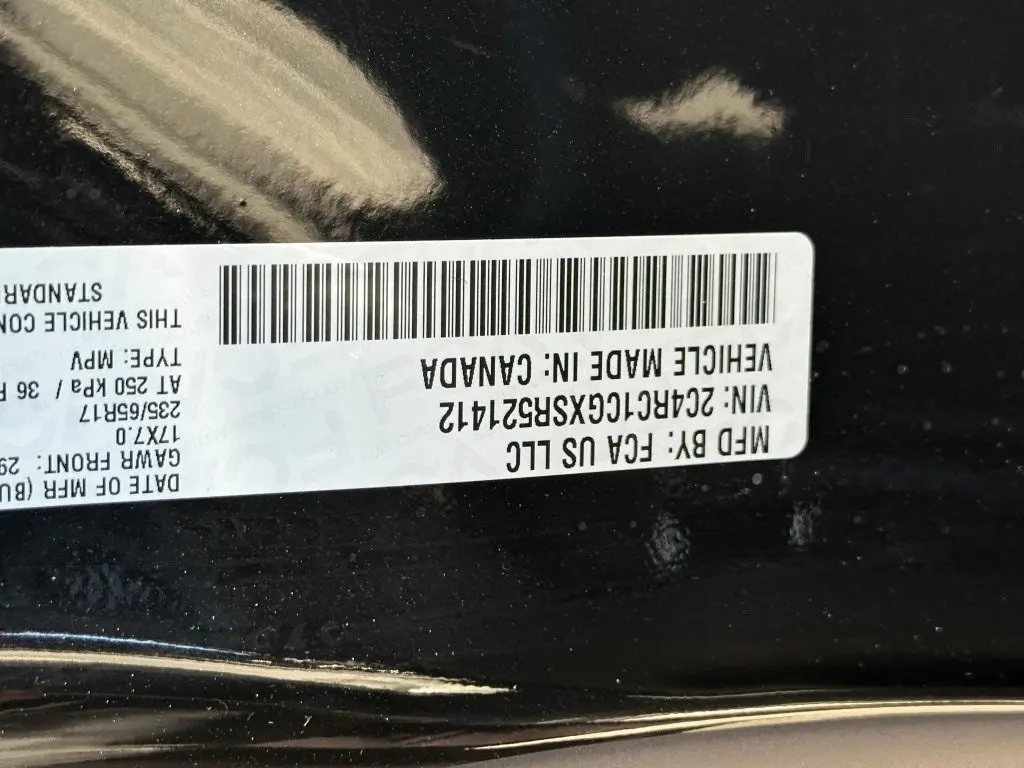 MFD BY: FCA US LLC
VIN: 2C4RC1CGXSR521412
VEHICLE MADE IN: CANADA
DATE OF MFR (BU
GAWR FRONT: 29
17X7.0
235/65R17
AT 250 kPa / 36 P
TYPE: MPV
THIS VEHICLE CON
STANDARD